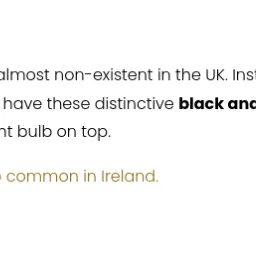 almost non-existent in the UK. Inst
have these distinctive black and
nt bulb on top.
common in Ireland.